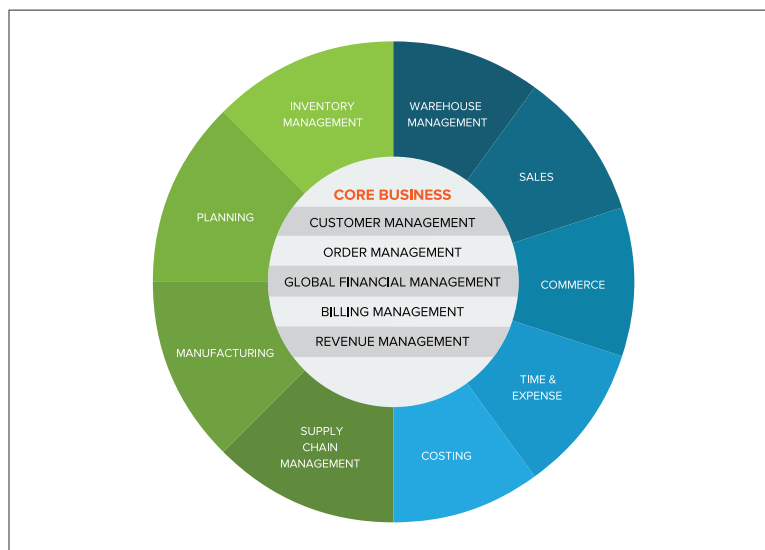 INVENTORY
MANAGEMENT
WAREHOUSE
MANAGEMENT
SALES
PLANNING
CORE BUSINESS
CUSTOMER MANAGEMENT
ORDER MANAGEMENT
GLOBAL FINANCIAL MANAGEMENT
BILLING MANAGEMENT
REVENUE MANAGEMENT
COMMERCE
MANUFACTURING
TIME &
EXPENSE
SUPPLY
CHAIN
MANAGEMENT
COSTING